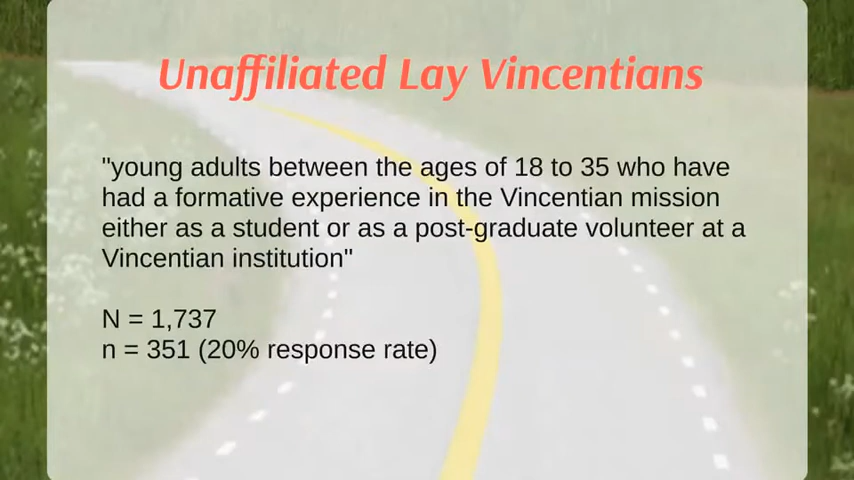 Unaffiliated Lay Vincentians
"young adults between the ages of 18 to 35 who have
had a formative experience in the Vincentian mission
either as a student or as a post-graduate volunteer at a
Vincentian institution"
N = 1,737
n = 351 (20% response rate)